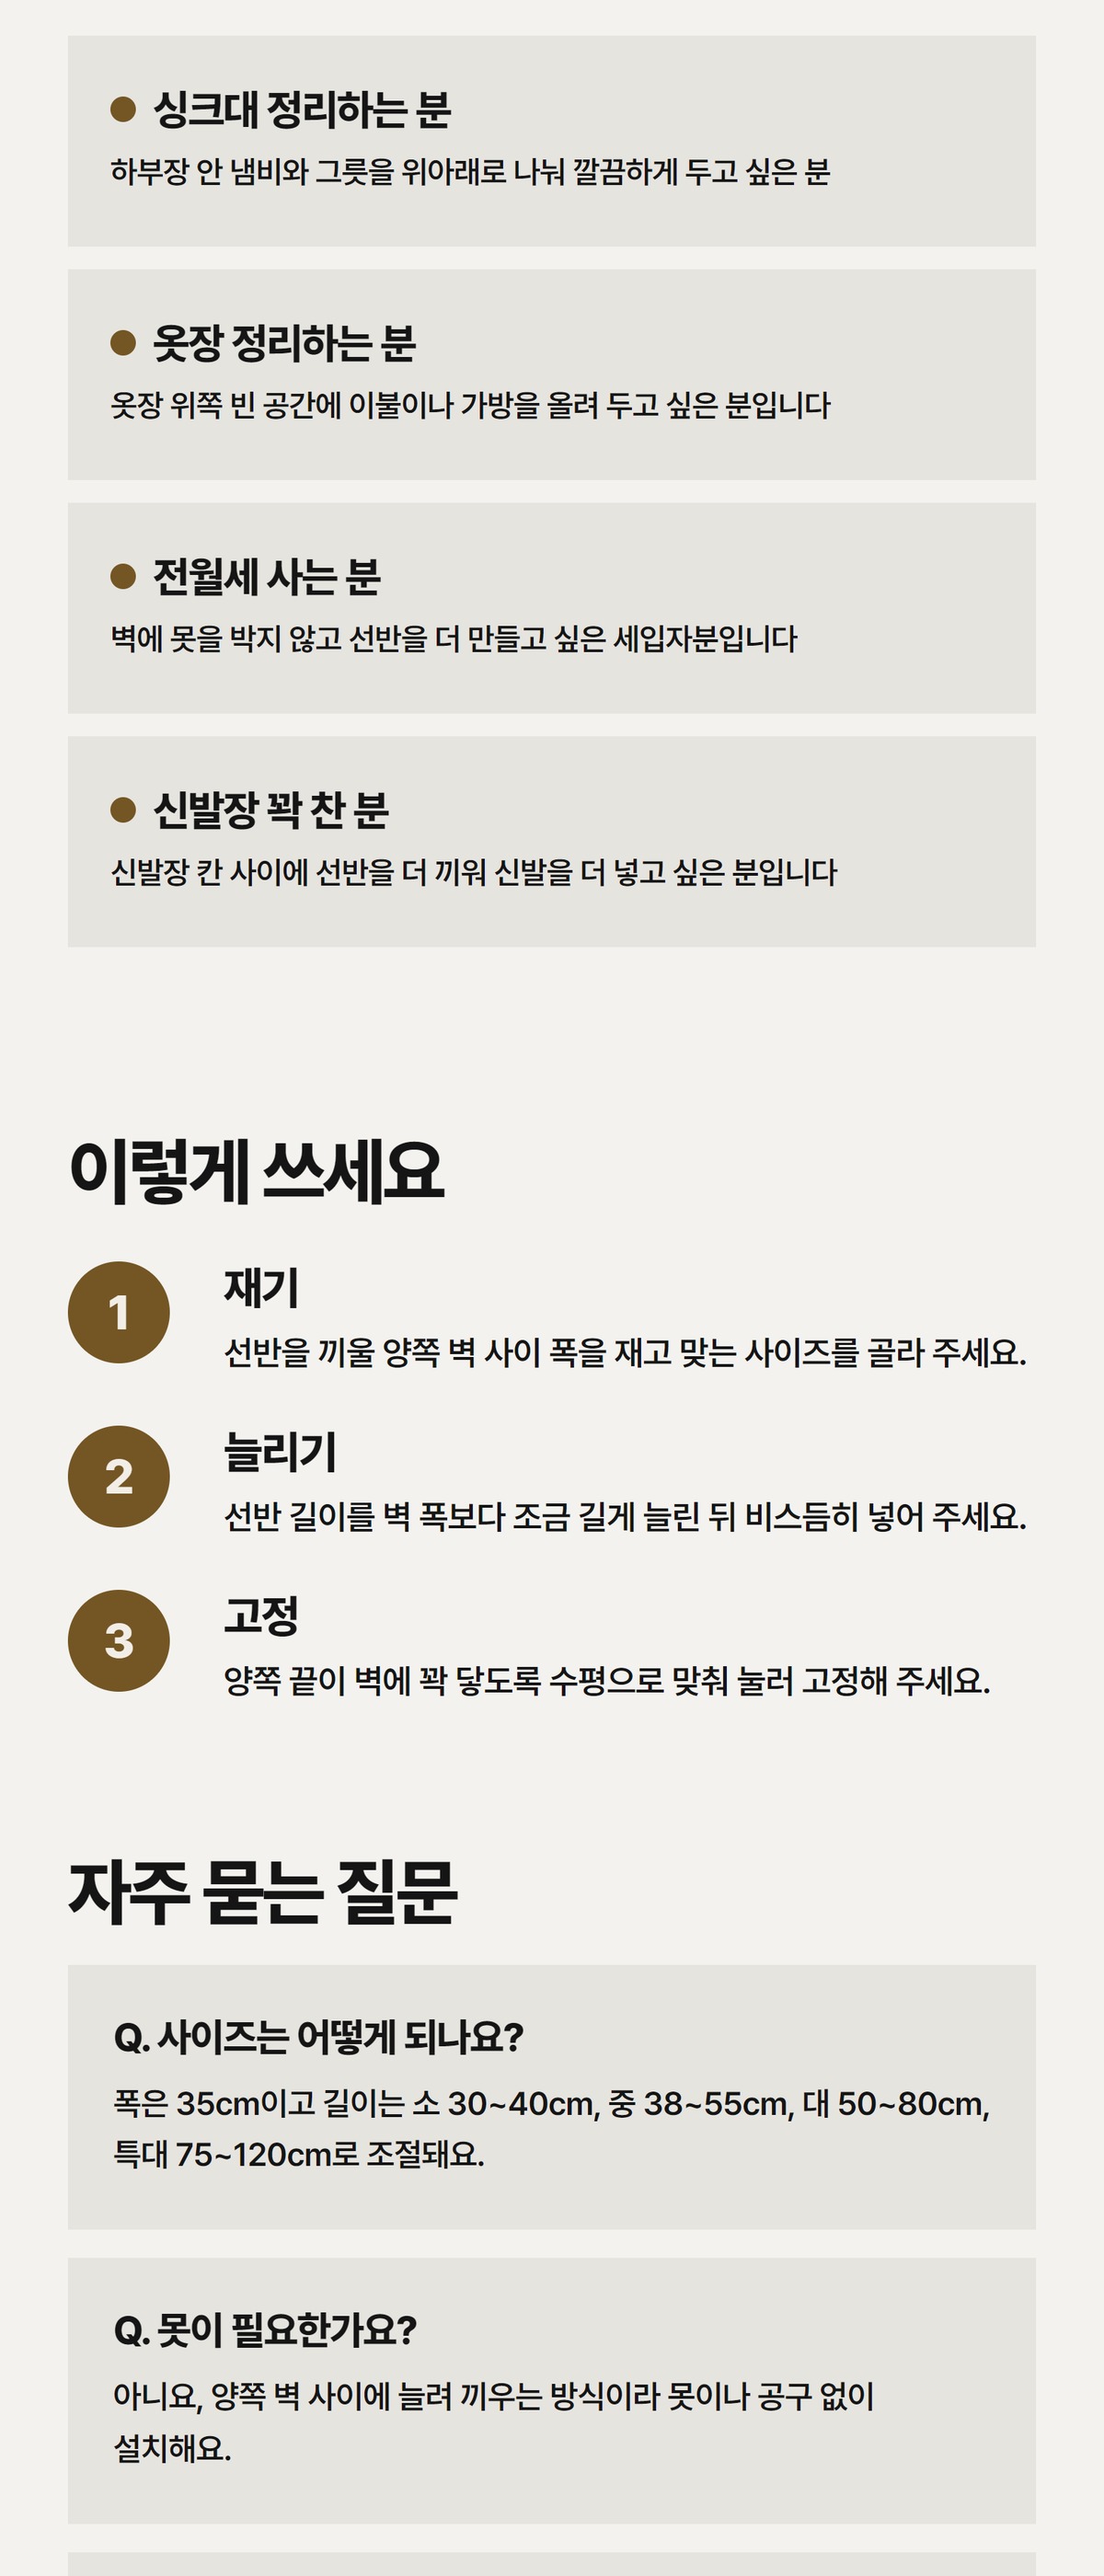 싱크대 정리하는 분
하부장 안 냄비와 그릇을 위아래로 나눠 깔끔하게 두고 싶은 분
옷장 정리하는 분
옷장 위쪽 빈 공간에 이불이나 가방을 올려 두고 싶은 분입니다
전월세 사는 분
벽에 못을 박지 않고 선반을 더 만들고 싶은 세입자분입니다
신발장 꽉 찬 분
신발장 칸 사이에 선반을 더 끼워 신발을 더 넣고 싶은 분입니다
이렇게 쓰세요
1
재기
선반을 끼울 양쪽 벽 사이 폭을 재고 맞는 사이즈를 골라 주세요.
2
늘리기
선반 길이를 벽 폭보다 조금 길게 늘린 뒤 비스듬히 넣어 주세요.
3
고정
양쪽 끝이 벽에 꽉 닿도록 수평으로 맞춰 눌러 고정해 주세요.
자주 묻는 질문
Q. 사이즈는 어떻게 되나요?
폭은 35cm이고 길이는 소 30~40cm, 중 38~55cm, 대 50~80cm,
특대 75~120cm로 조절돼요.
Q. 못이 필요한가요?
아니요, 양쪽 벽 사이에 늘려 끼우는 방식이라 못이나 공구 없이
설치해요.